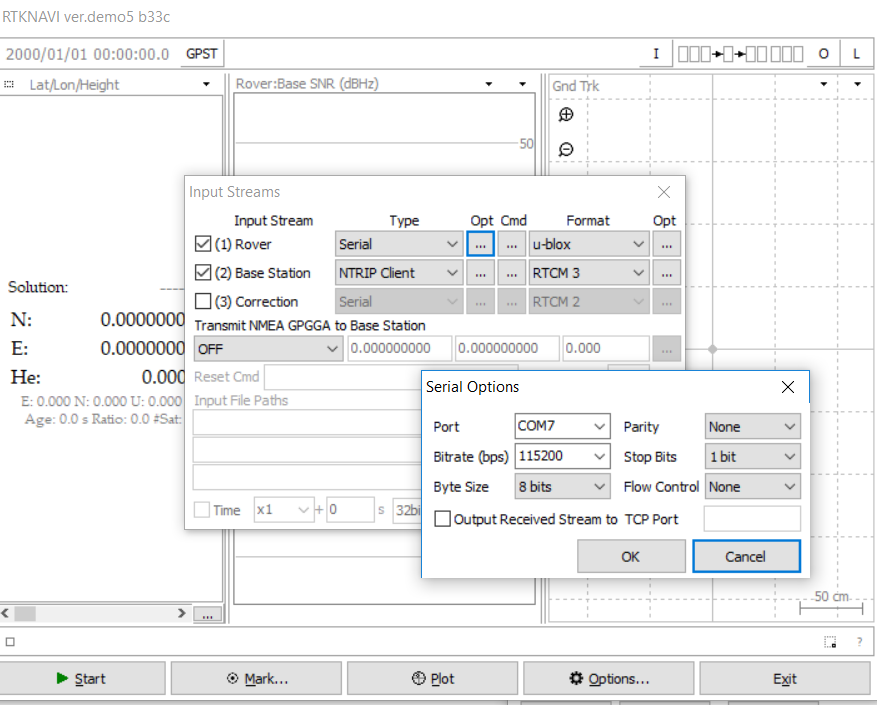 RTKNAVI ver.demo5 b33c
2000/01/01 00:00:00.0 GPST I O L
Lat/Lon/Height
Rover:Base SNR (dBHz)
Gnd Trk
50
Solution: ----
N: 0.0000000
E: 0.0000000
He: 0.000
E: 0.000 N: 0.000 U: 0.000
Age: 0.0 s Ratio: 0.0 #Sat:
Input Streams
Input Stream Type Opt Cmd Format Opt
(1) Rover Serial ... ... u-blox ...
(2) Base Station NTRIP Client ... ... RTCM 3 ...
(3) Correction Serial ... ... RTCM 2 ...
Transmit NMEA GPGGA to Base Station
OFF 0.000000000 0.000000000 0.000 ...
Reset Cmd
Input File Paths
Time x1 + 0 s 32bi
Serial Options
Port COM7 Parity None
Bitrate (bps) 115200 Stop Bits 1 bit
Byte Size 8 bits Flow Control None
Output Received Stream to TCP Port
OK Cancel
50 cm
...
?
Start Mark... Plot Options... Exit